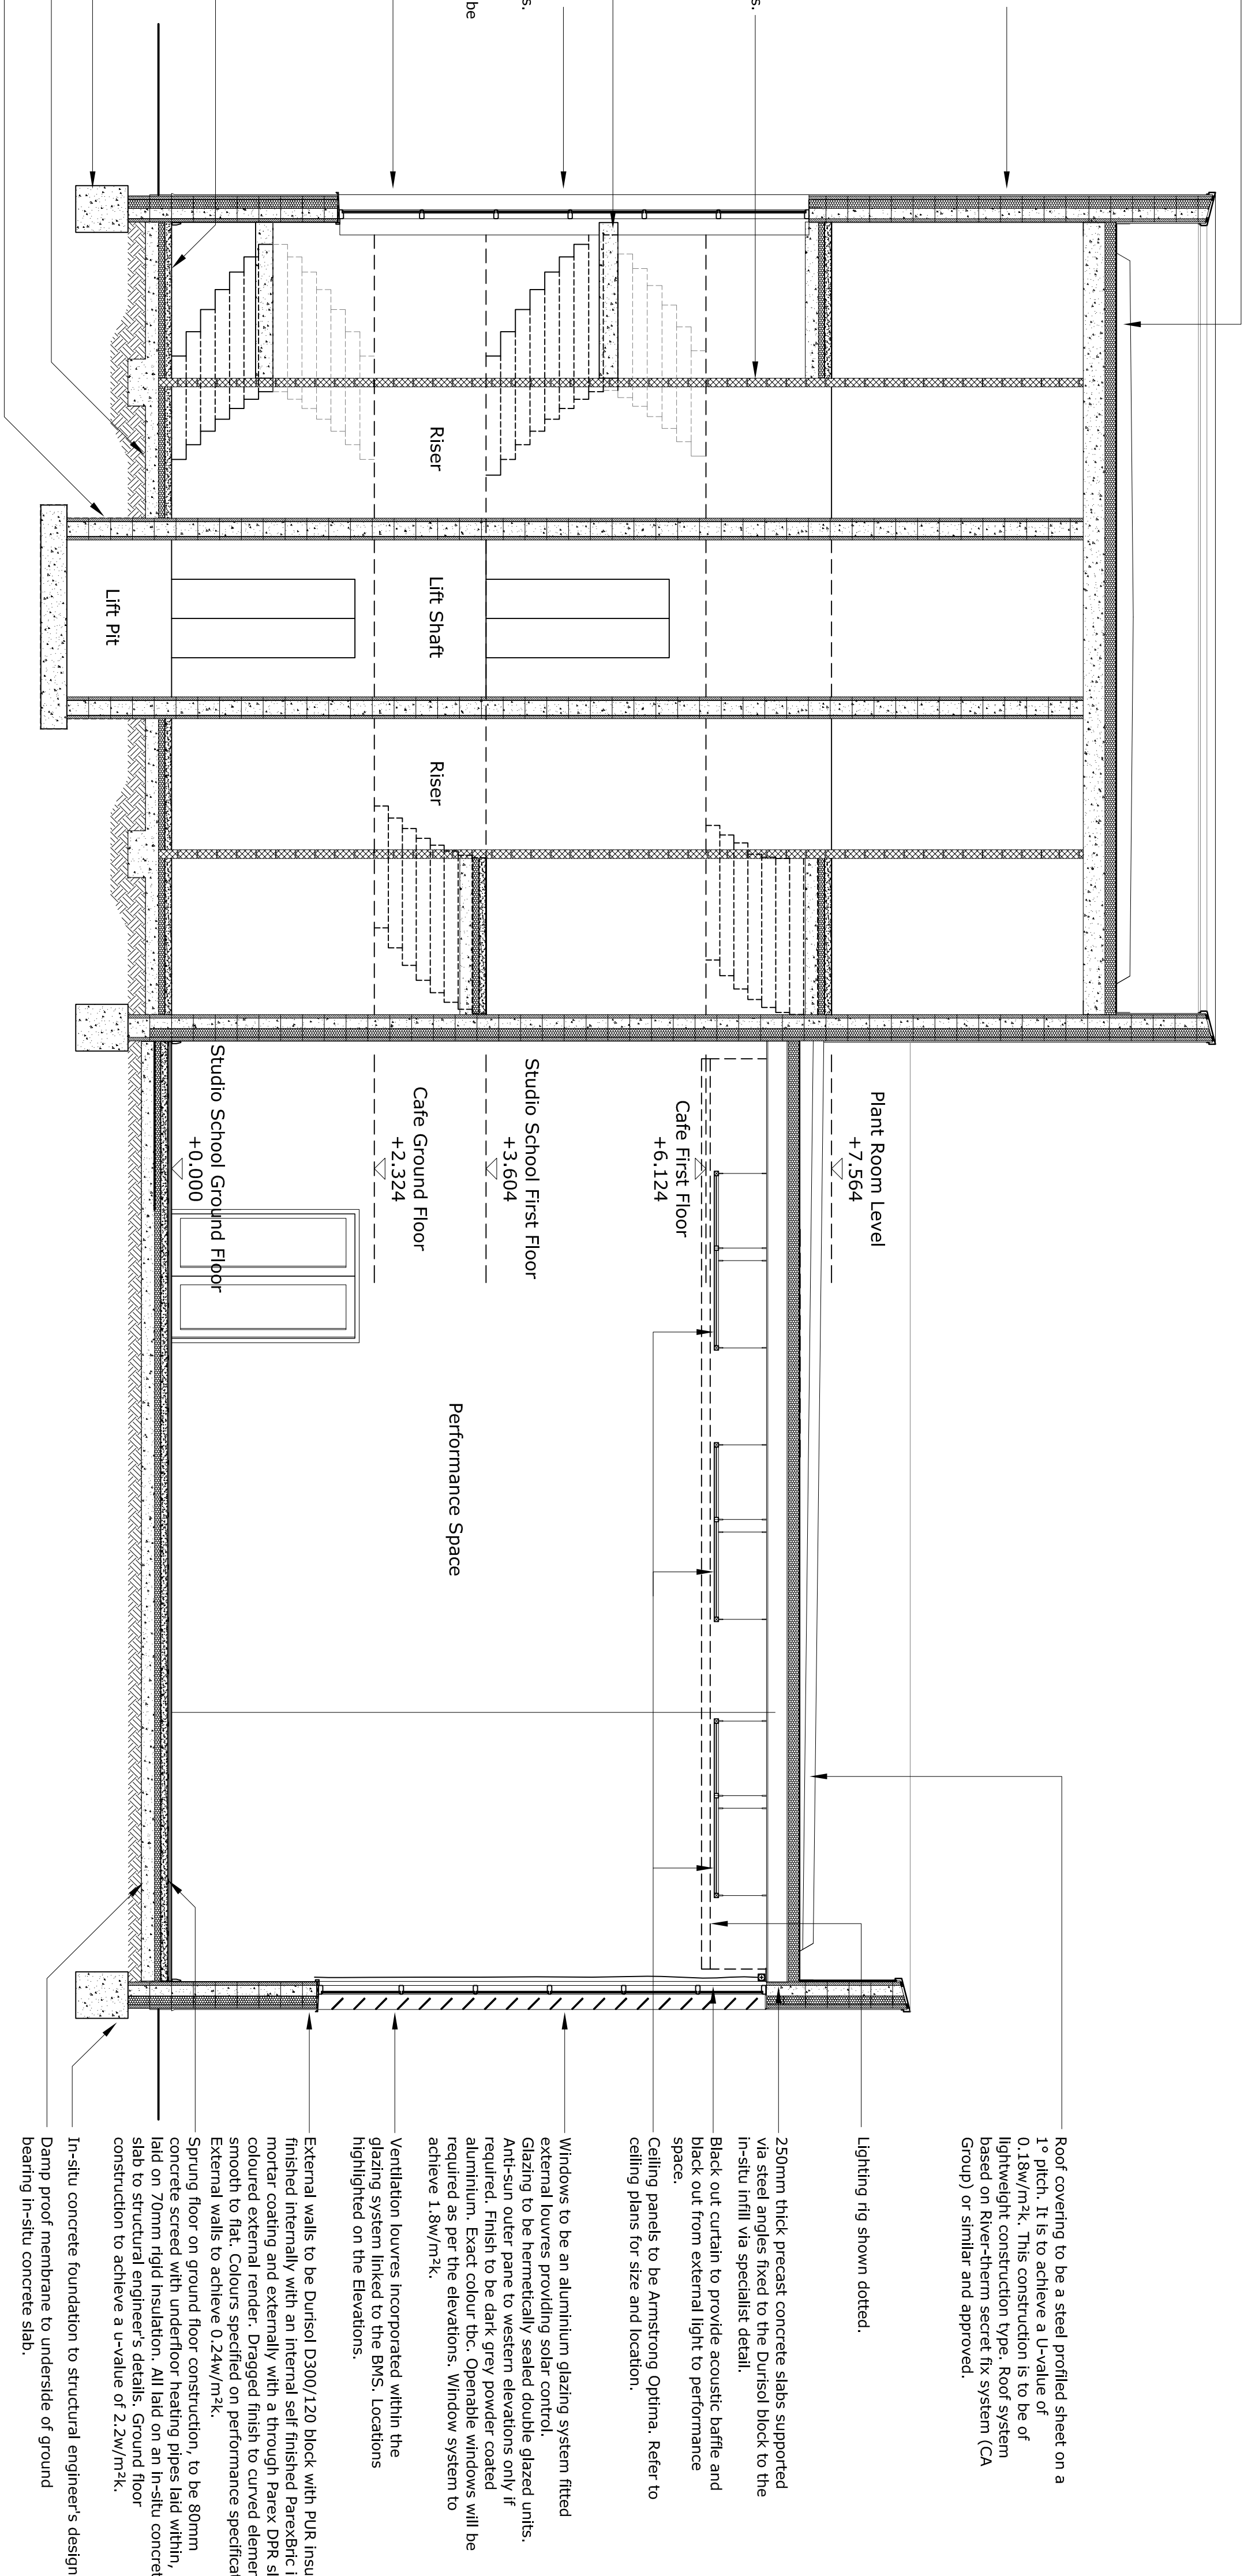 s.
s.
be
Riser
Lift Shaft
Riser
Lift Pit
Plant Room Level
+7.564
Cafe First Floor
+6.124
Studio School First Floor
+3.604
Cafe Ground Floor
+2.324
Studio School Ground Floor
+0.000
Performance Space
Roof covering to be a steel profiled sheet on a
1° pitch. It is to achieve a U-value of
0.18w/m²k. This construction is to be of
lightweight construction type. Roof system
based on River-therm secret fix system (CA
Group) or similar and approved.
Lighting rig shown dotted.
250mm thick precast concrete slabs supported
via steel angles fixed to the Durisol block to the
in-situ infill via specialist detail.
Black out curtain to provide acoustic baffle and
black out from external light to performance
space.
Ceiling panels to be Armstrong Optima. Refer to
ceiling plans for size and location.
Windows to be an aluminium glazing system fitted
external louvres providing solar control.
Glazing to be hermetically sealed double glazed units.
Anti-sun outer pane to western elevations only if
required. Finish to be dark grey powder coated
aluminium. Exact colour tbc. Openable windows will be
required as per the elevations. Window system to
achieve 1.8w/m²k.
Ventilation louvres incorporated within the
glazing system linked to the BMS. Locations
highlighted on the Elevations.
External walls to be Durisol D300/120 block with PUR insu
finished internally with an internal self finished ParexBric i
mortar coating and externally with a through Parex DPR sl
coloured external render. Dragged finish to curved elemer
smooth to flat. Colours specified on performance specificat
External walls to achieve 0.24w/m²k.
Sprung floor on ground floor construction, to be 80mm
concrete screed with underfloor heating pipes laid within,
laid on 70mm rigid insulation. All laid on an in-situ concret
slab to structural engineer's details. Ground floor
construction to achieve a u-value of 2.2w/m²k.
In-situ concrete foundation to structural engineer's design
Damp proof membrane to underside of ground
bearing in-situ concrete slab.